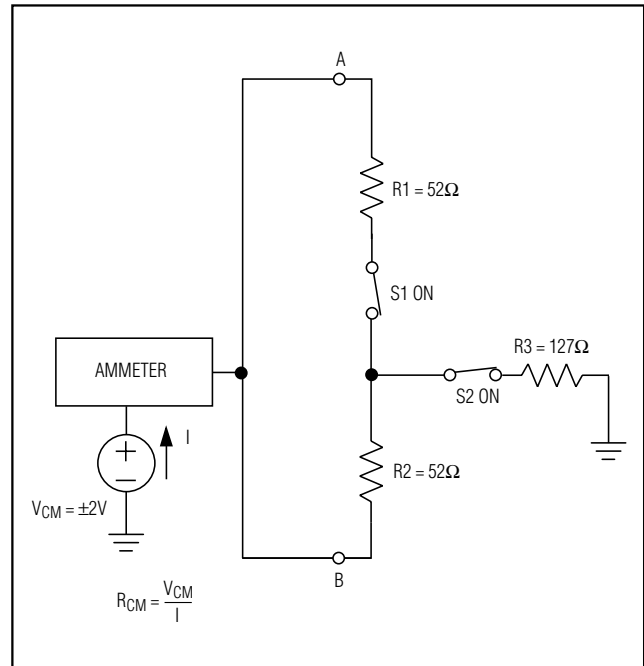 A
R1 = 52Ω
S1 ON
R3 = 127Ω
AMMETER
S2 ON
I
+
−
R2 = 52Ω
VCM = ±2V
B
RCM = VCM
I